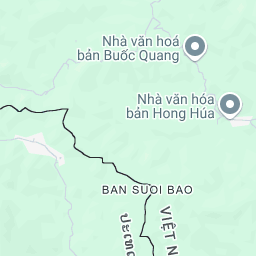 Nhà văn hoá
bản Buốc Quang
Nhà văn hóa
bản Hong Húa
BAN SUOI BAO
VIỆT N